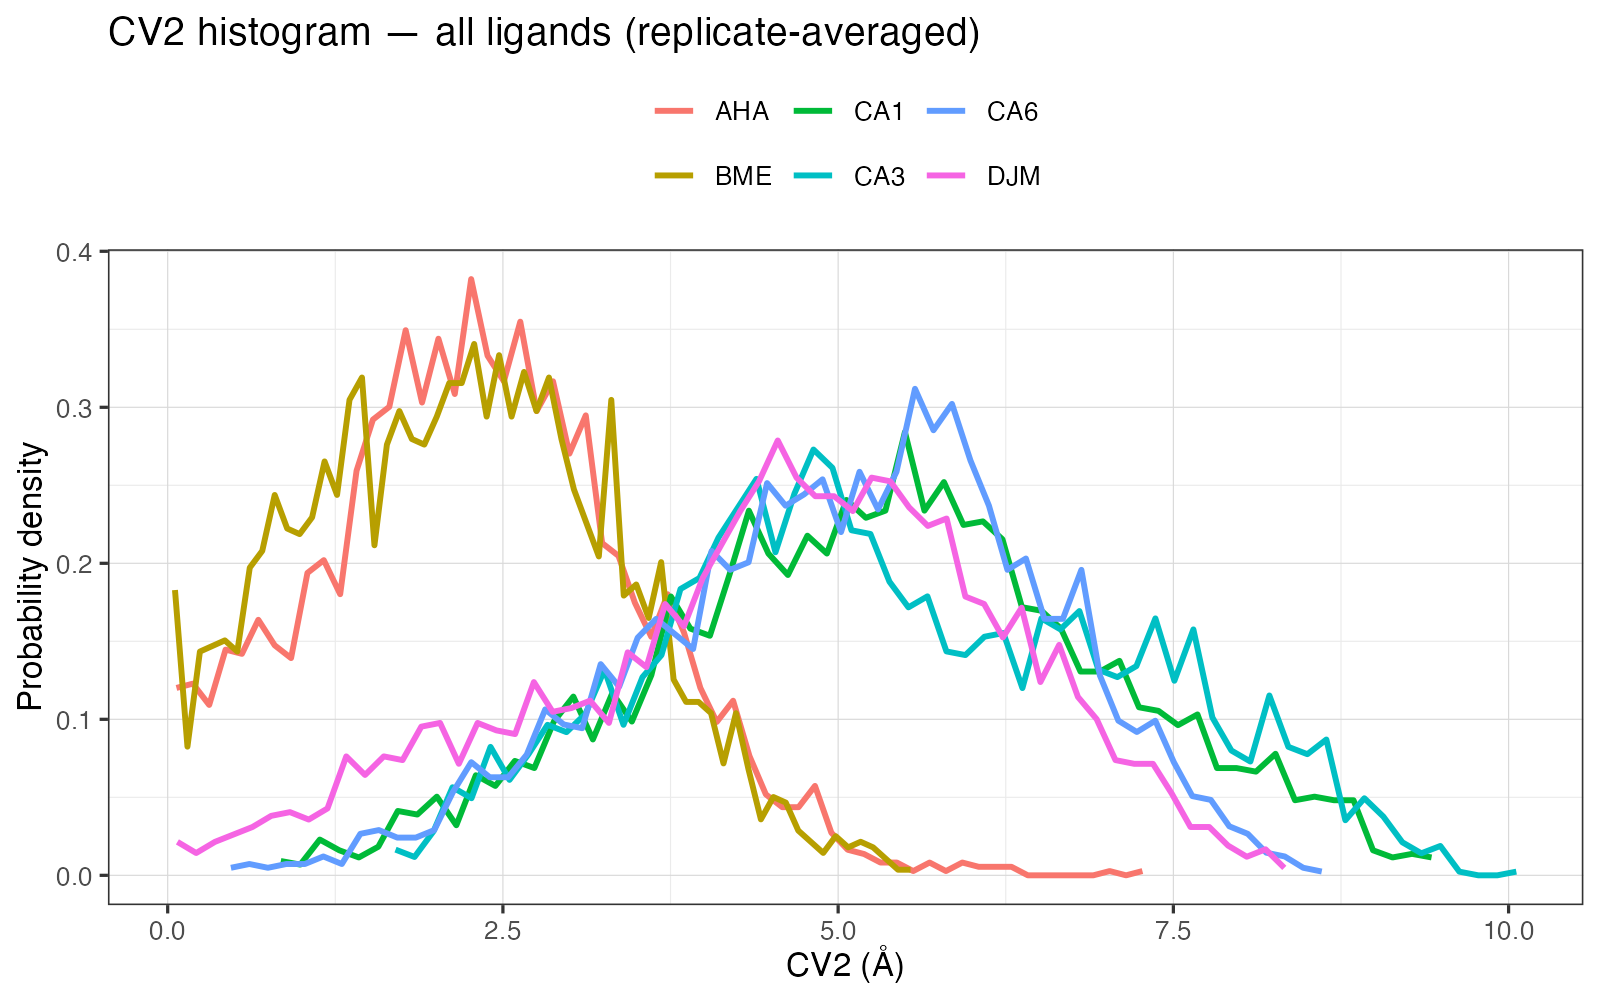 CV2 histogram — all ligands (replicate-averaged)
AHA CA1 CA6
BME CA3 DJM
0.4
0.3
0.2
0.1
0.0
Probability density
0.0 2.5 5.0 7.5 10.0
CV2 (Å)